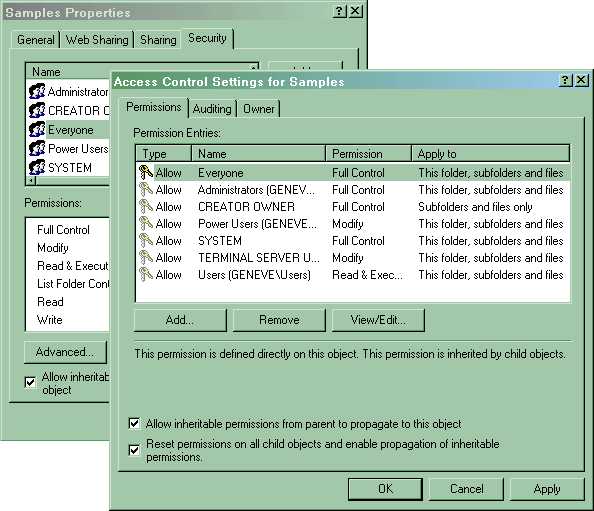 Samples Properties
General Web Sharing Sharing Security
Name
Administrator
CREATOR O
Everyone
Power Users
SYSTEM
Permissions:
Full Control
Modify
Read & Execut
List Folder Con
Read
Write
Advanced...
Allow inheritab
object
Access Control Settings for Samples
Permissions Auditing Owner
Permission Entries:
Type Name Permission Apply to
Allow Everyone Full Control This folder, subfolders and files
Allow Administrators (GENEV... Full Control This folder, subfolders and files
Allow CREATOR OWNER Full Control Subfolders and files only
Allow Power Users (GENEVE... Modify This folder, subfolders and files
Allow SYSTEM Full Control This folder, subfolders and files
Allow TERMINAL SERVER U... Modify This folder, subfolders and files
Allow Users (GENEVE\Users) Read & Exec... This folder, subfolders and files
Add... Remove View/Edit...
This permission is defined directly on this object. This permission is inherited by child objects.
Allow inheritable permissions from parent to propagate to this object
Reset permissions on all child objects and enable propagation of inheritable
permissions.
OK Cancel Apply